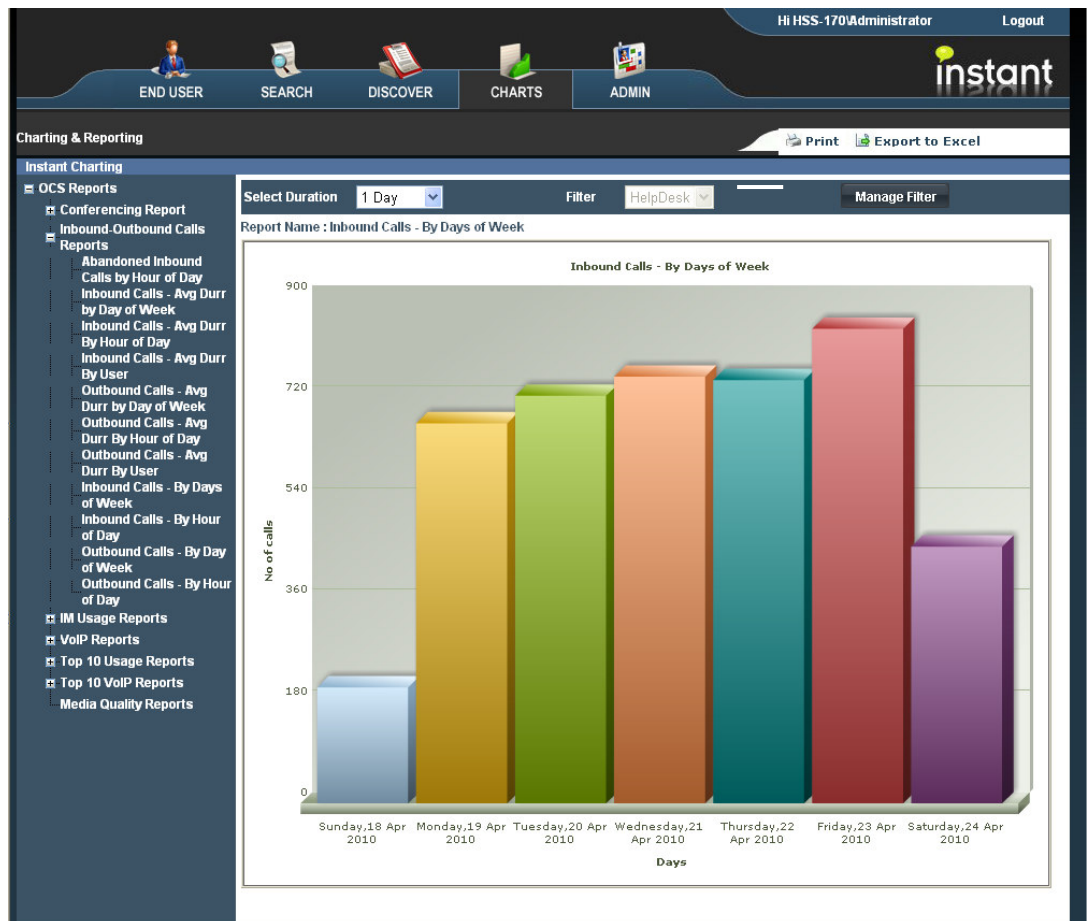 Hi HSS-170\Administrator
Logout
END USER
SEARCH
DISCOVER
CHARTS
ADMIN
instant
Charting & Reporting
Print
Export to Excel
Instant Charting
OCS Reports
Conferencing Report
Inbound-Outbound Calls
Reports
Abandoned Inbound
Calls by Hour of Day
Inbound Calls - Avg Durr
by Day of Week
Inbound Calls - Avg Durr
By Hour of Day
Inbound Calls - Avg Durr
By User
Outbound Calls - Avg
Durr by Day of Week
Outbound Calls - Avg
Durr By Hour of Day
Outbound Calls - Avg
Durr By User
Inbound Calls - By Days
of Week
Inbound Calls - By Hour
of Day
Outbound Calls - By Day
of Week
Outbound Calls - By Hour
of Day
IM Usage Reports
VoIP Reports
Top 10 Usage Reports
Top 10 VoIP Reports
Media Quality Reports
Select Duration
1 Day
Filter
HelpDesk
Manage Filter
Report Name : Inbound Calls - By Days of Week
Inbound Calls - By Days of Week
900
720
540
360
180
0
No of calls
Sunday,18 Apr
2010
Monday,19 Apr
2010
Tuesday,20 Apr
2010
Wednesday,21
Apr 2010
Thursday,22
Apr 2010
Friday,23 Apr
2010
Saturday,24 Apr
2010
Days